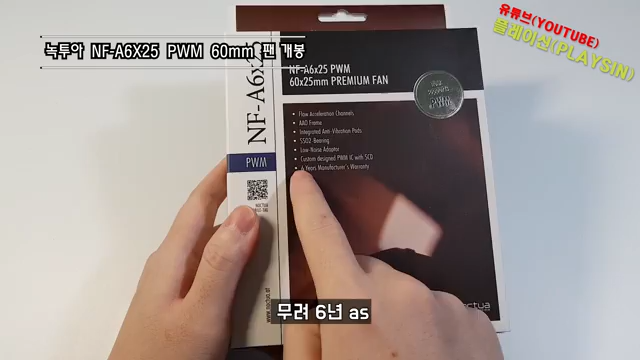 녹투아 NF-A6X25 PWM 60mm 팬 개봉
유튜브(YOUTUBE)
플레이신(PLAYSIN)
NF-A6x25
PWM
NF-A6x25 PWM
60x25mm PREMIUM FAN
PWM
• Flow Acceleration Channels
• AAO Frame
• Integrated Anti-Vibration Pads
• SSO2 Bearing
• Low Noise Adaptor
• Custom designed PWM IC with SCD
• 6 Years Manufacturer's Warranty
무려 6년 as